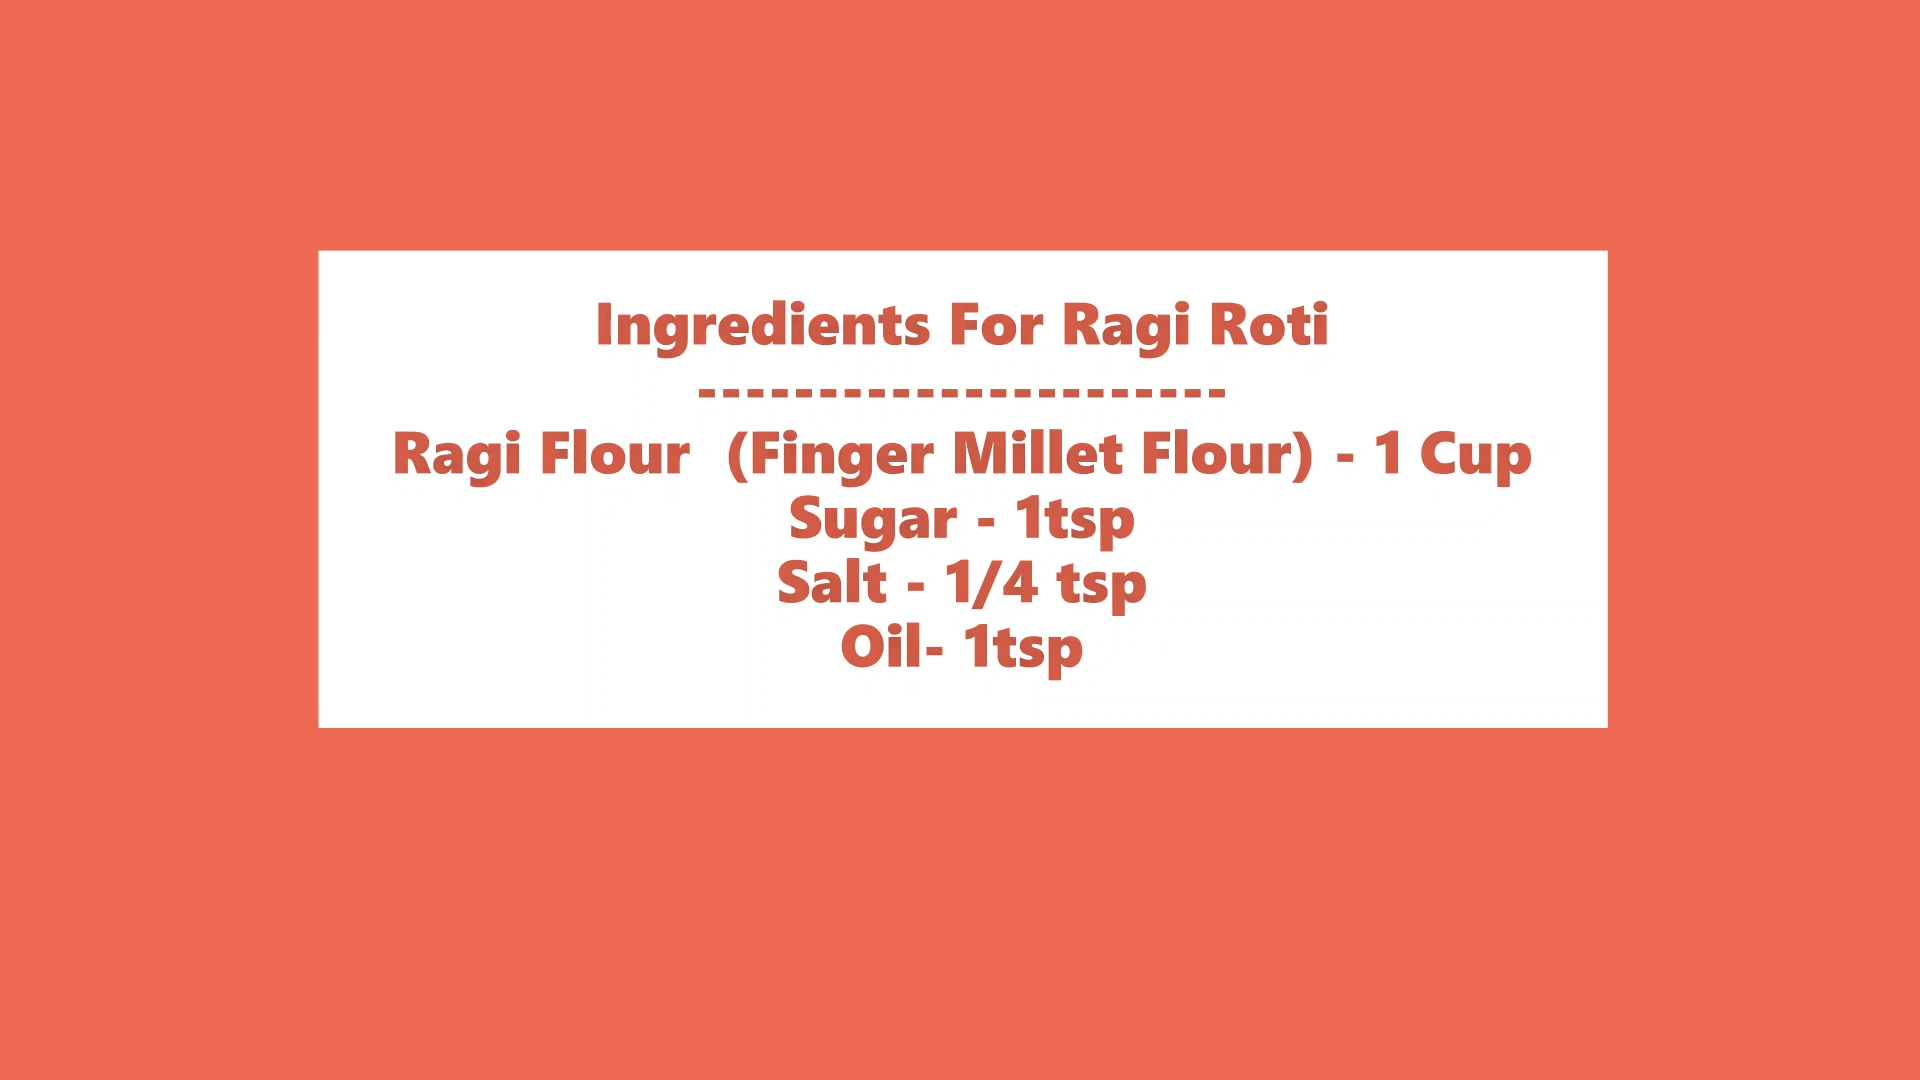 Ingredients For Ragi Roti
----------------------
Ragi Flour  (Finger Millet Flour) - 1 Cup
Sugar - 1tsp
Salt - 1/4 tsp
Oil- 1tsp